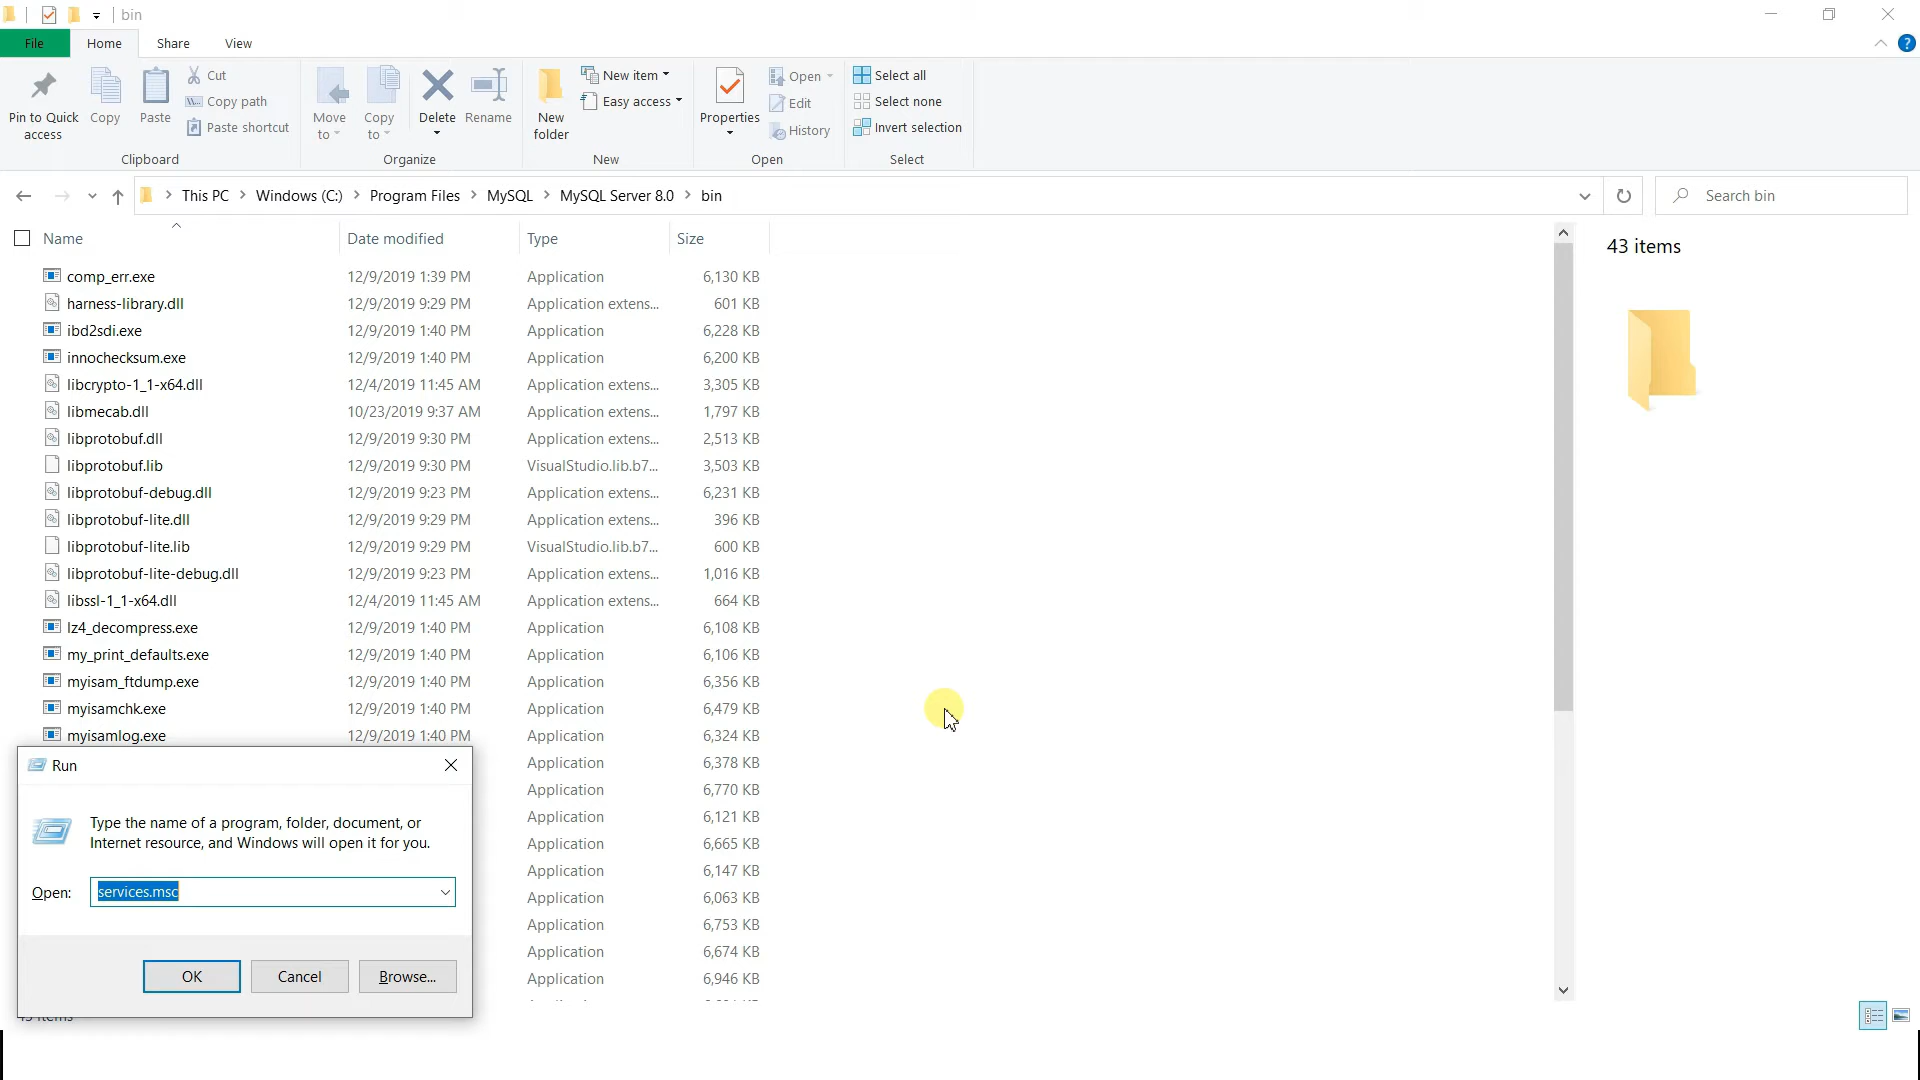 bin
File Home Share View
Pin to Quick access
Copy
Paste
Cut
Copy path
Paste shortcut
Clipboard
Move to
Copy to
Delete
Rename
Organize
New folder
New item
Easy access
New
Properties
Open
Edit
History
Open
Select all
Select none
Invert selection
Select
This PC Windows (C:) Program Files MySQL MySQL Server 8.0 bin
Search bin
Name Date modified Type Size
43 items
comp_err.exe 12/9/2019 1:39 PM Application 6,130 KB
harness-library.dll 12/9/2019 9:29 PM Application extens... 601 KB
ibd2sdi.exe 12/9/2019 1:40 PM Application 6,228 KB
innochecksum.exe 12/9/2019 1:40 PM Application 6,200 KB
libcrypto-1_1-x64.dll 12/4/2019 11:45 AM Application extens... 3,305 KB
libmecab.dll 10/23/2019 9:37 AM Application extens... 1,797 KB
libprotobuf.dll 12/9/2019 9:30 PM Application extens... 2,513 KB
libprotobuf.lib 12/9/2019 9:30 PM VisualStudio.lib.b7... 3,503 KB
libprotobuf-debug.dll 12/9/2019 9:23 PM Application extens... 6,231 KB
libprotobuf-lite.dll 12/9/2019 9:29 PM Application extens... 396 KB
libprotobuf-lite.lib 12/9/2019 9:29 PM VisualStudio.lib.b7... 600 KB
libprotobuf-lite-debug.dll 12/9/2019 9:23 PM Application extens... 1,016 KB
libssl-1_1-x64.dll 12/4/2019 11:45 AM Application extens... 664 KB
lz4_decompress.exe 12/9/2019 1:40 PM Application 6,108 KB
my_print_defaults.exe 12/9/2019 1:40 PM Application 6,106 KB
myisam_ftdump.exe 12/9/2019 1:40 PM Application 6,356 KB
myisamchk.exe 12/9/2019 1:40 PM Application 6,479 KB
myisamlog.exe 12/9/2019 1:40 PM Application 6,324 KB
Application 6,378 KB
Application 6,770 KB
Application 6,121 KB
Application 6,665 KB
Application 6,147 KB
Application 6,063 KB
Application 6,753 KB
Application 6,674 KB
Application 6,946 KB
Run
Type the name of a program, folder, document, or
Internet resource, and Windows will open it for you.
Open: services.msc
OK Cancel Browse...